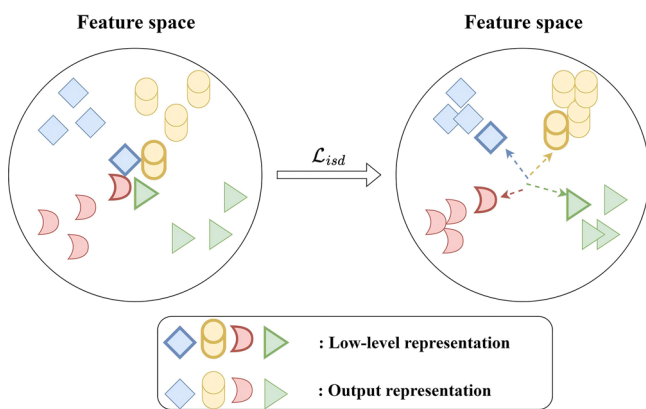 Feature space
Feature space
ℒ_isd
: Low-level representation
: Output representation